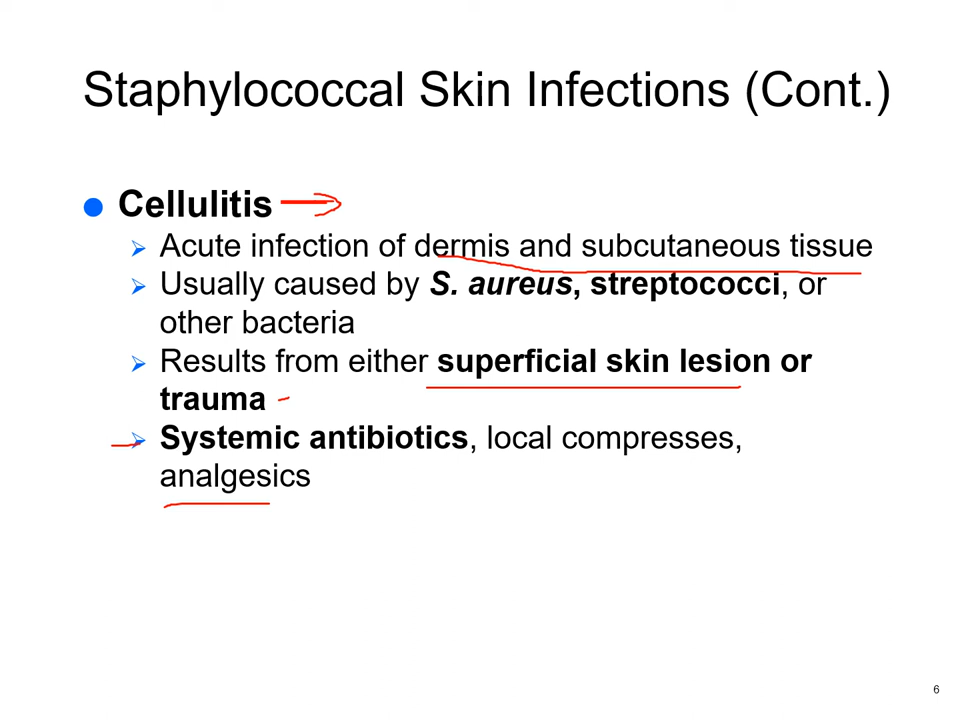 Staphylococcal Skin Infections (Cont.)
Cellulitis
Acute infection of dermis and subcutaneous tissue
Usually caused by S. aureus, streptococci, or
other bacteria
Results from either superficial skin lesion or
trauma
Systemic antibiotics, local compresses,
analgesics
6